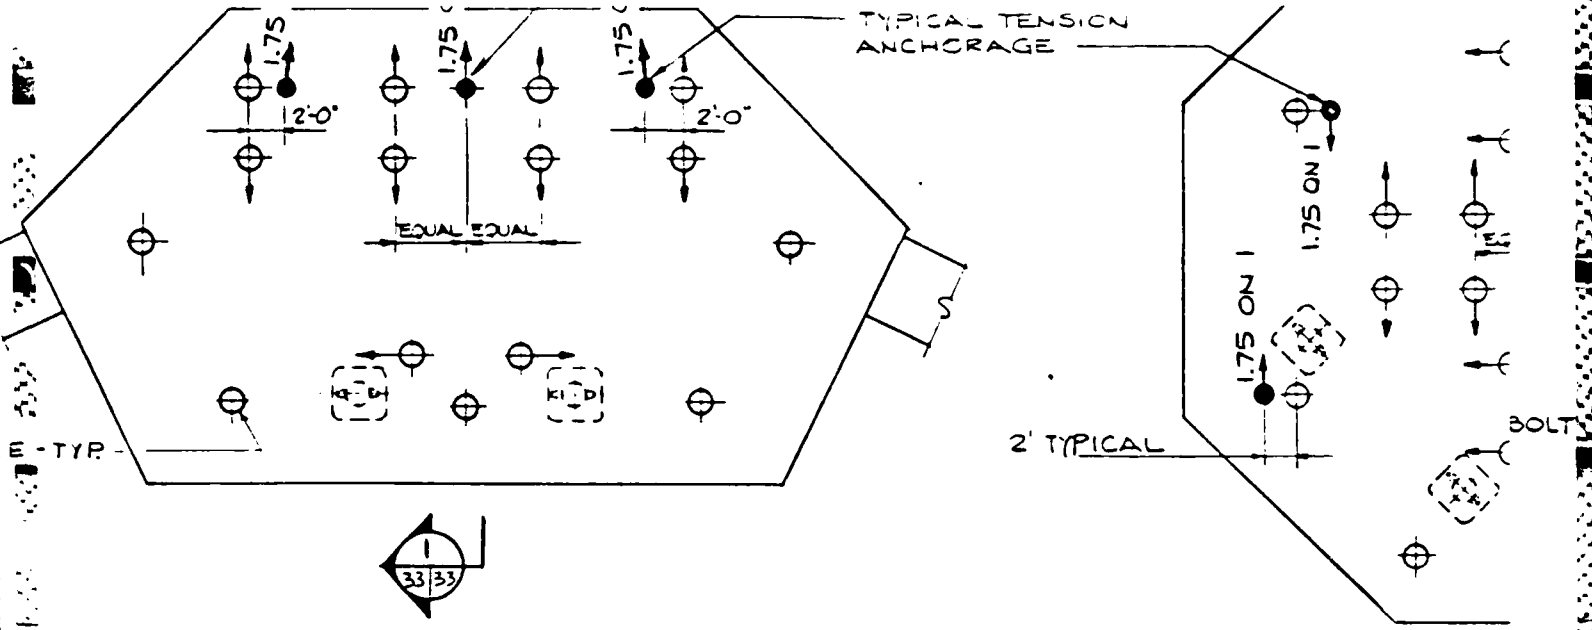 TYPICAL TENSION
ANCHORAGE
1.75
1.75
1.75
2'-0"
2'-0"
EQUAL EQUAL
S
E - TYP.
1
33 33
1.75 ON 1
1.75 ON 1
2' TYPICAL
BOLT